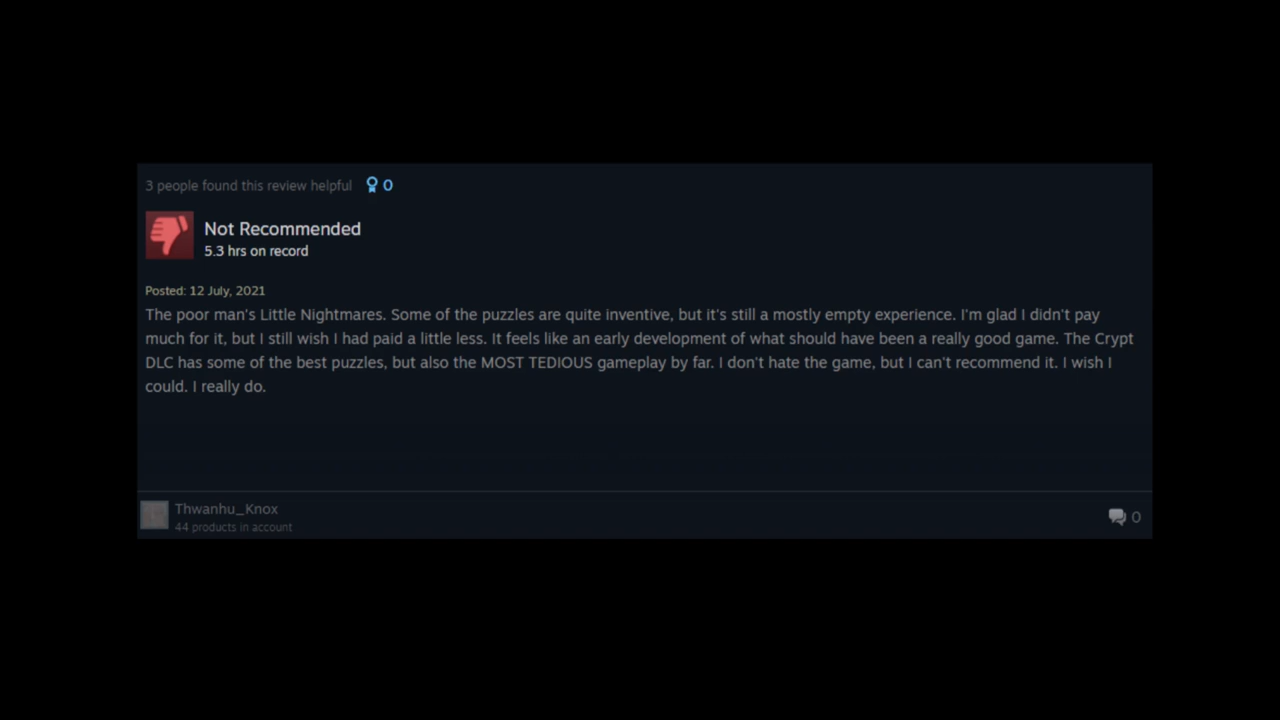 3 people found this review helpful 0
Not Recommended
5.3 hrs on record
Posted: 12 July, 2021
The poor man's Little Nightmares. Some of the puzzles are quite inventive, but it's still a mostly empty experience. I'm glad I didn't pay
much for it, but I still wish I had paid a little less. It feels like an early development of what should have been a really good game. The Crypt
DLC has some of the best puzzles, but also the MOST TEDIOUS gameplay by far. I don't hate the game, but I can't recommend it. I wish I
could. I really do.
Thwanhu_Knox
44 products in account
0